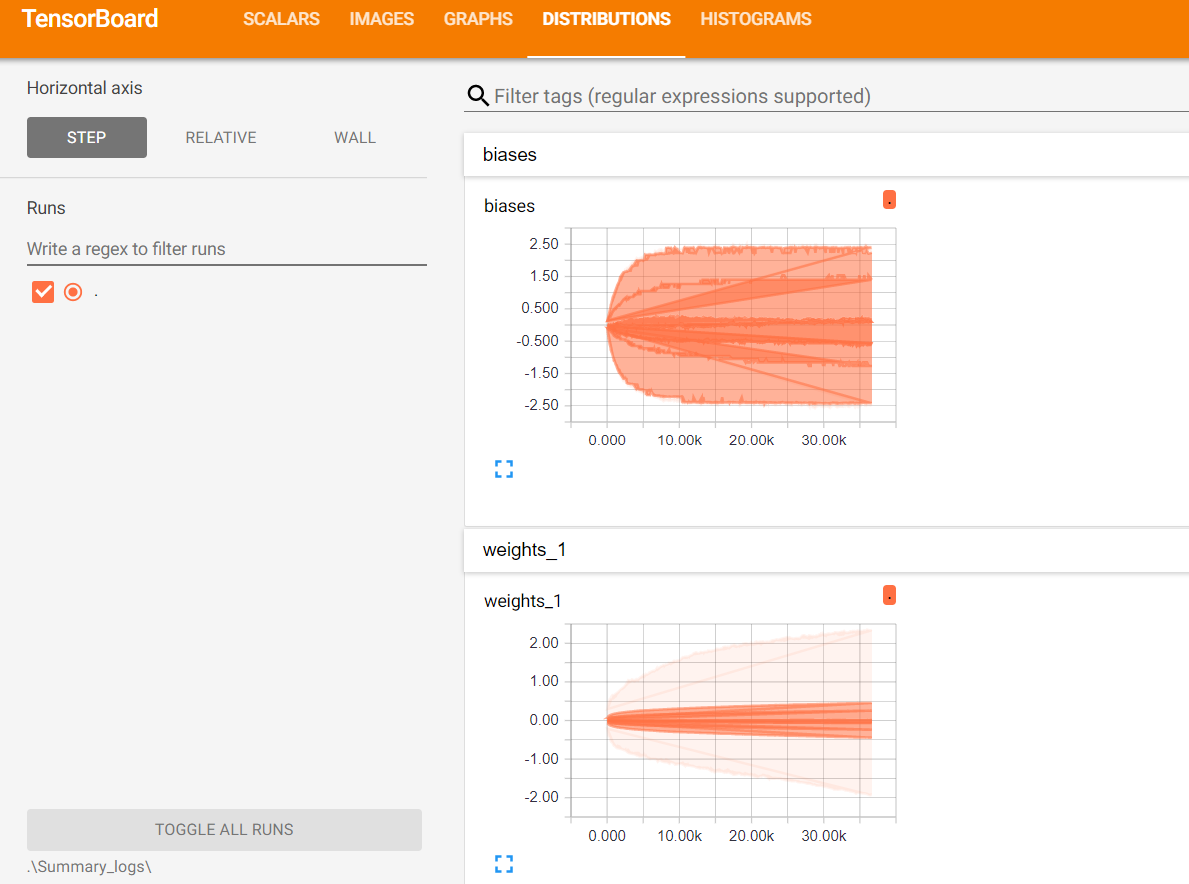 TensorBoard SCALARS IMAGES GRAPHS DISTRIBUTIONS HISTOGRAMS
Horizontal axis
STEP RELATIVE WALL
Runs
Write a regex to filter runs
.
TOGGLE ALL RUNS
.\Summary_logs\
Filter tags (regular expressions supported)
biases
biases
.
2.50
1.50
0.500
-0.500
-1.50
-2.50
0.000 10.00k 20.00k 30.00k
weights_1
weights_1
.
2.00
1.00
0.00
-1.00
-2.00
0.000 10.00k 20.00k 30.00k